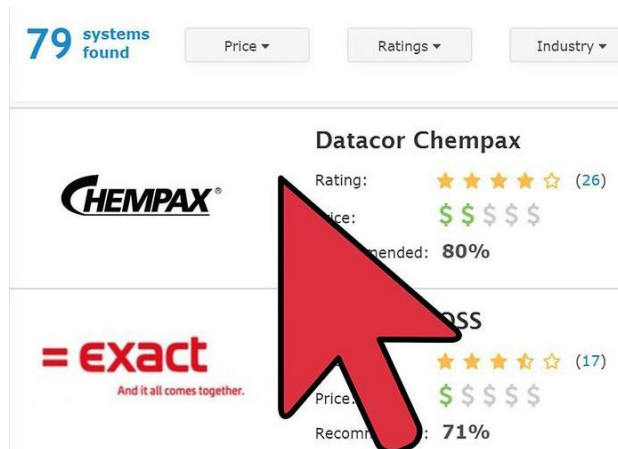 79 systems found
Price
Ratings
Industry
CHEMPAX®
Datacor Chempax
Rating: (26)
$$$$$
80%
= exact
And it all comes together.
(17)
Price: $$$$$
71%